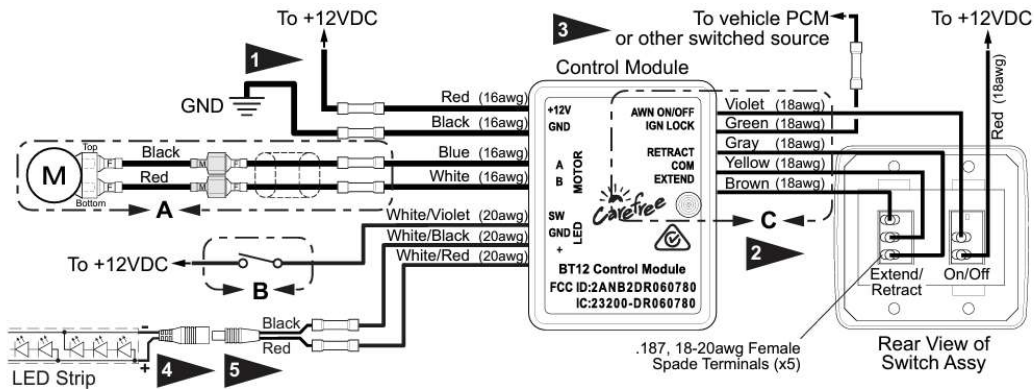 To +12VDC
1
GND
3
To vehicle PCM
or other switched source
To +12VDC
Control Module
Red (16awg)
Black (16awg)
Blue (16awg)
White (16awg)
White/Violet (20awg)
White/Black (20awg)
White/Red (20awg)
+12V
GND
A
B
MOTOR
SW
GND
+
LED
AWN ON/OFF
IGN LOCK
RETRACT
COM
EXTEND
Carefree
BT12 Control Module
FCC ID:2ANB2DR060780
IC:23200-DR060780
Violet (18awg)
Green (18awg)
Gray (18awg)
Yellow (18awg)
Brown (18awg)
Red (18awg)
C
2
M
Top
Bottom
F
F
Black
Red
M
M
F
F
A
To +12VDC
B
Black
Red
-
+
4
5
LED Strip
Extend/
Retract
On/Off
.187, 18-20awg Female
Spade Terminals (x5)
Rear View of
Switch Assy